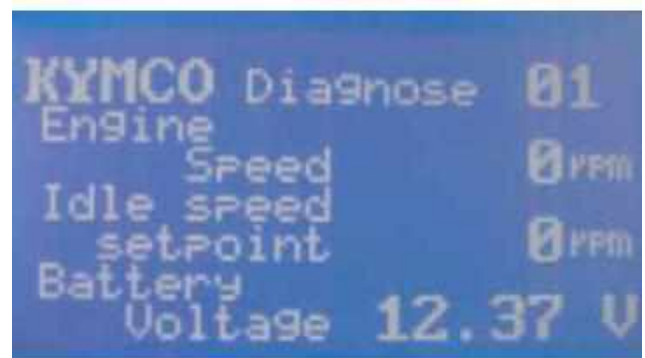 KYMCO Diagnose 01
Engine
Speed 0 rpm
Idle speed
setpoint 0 rpm
Battery
Voltage 12.37 V